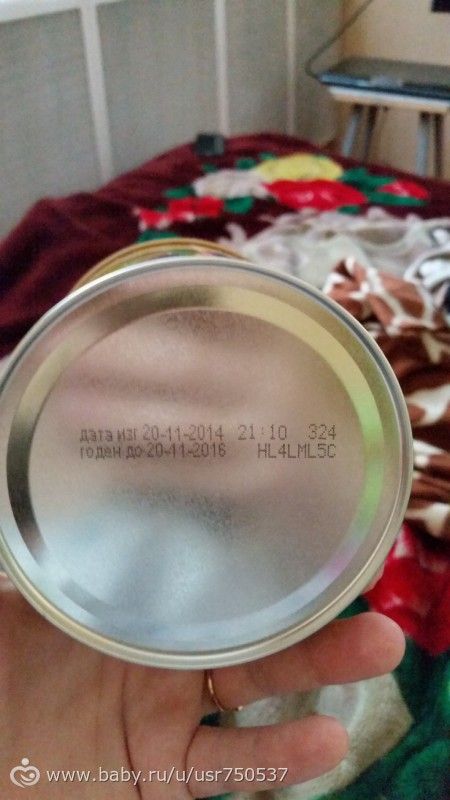 дата изг 20-11-2014 21:10 324
годен до 20-11-2016 HL4LML5C
www.baby.ru/u/usr750537